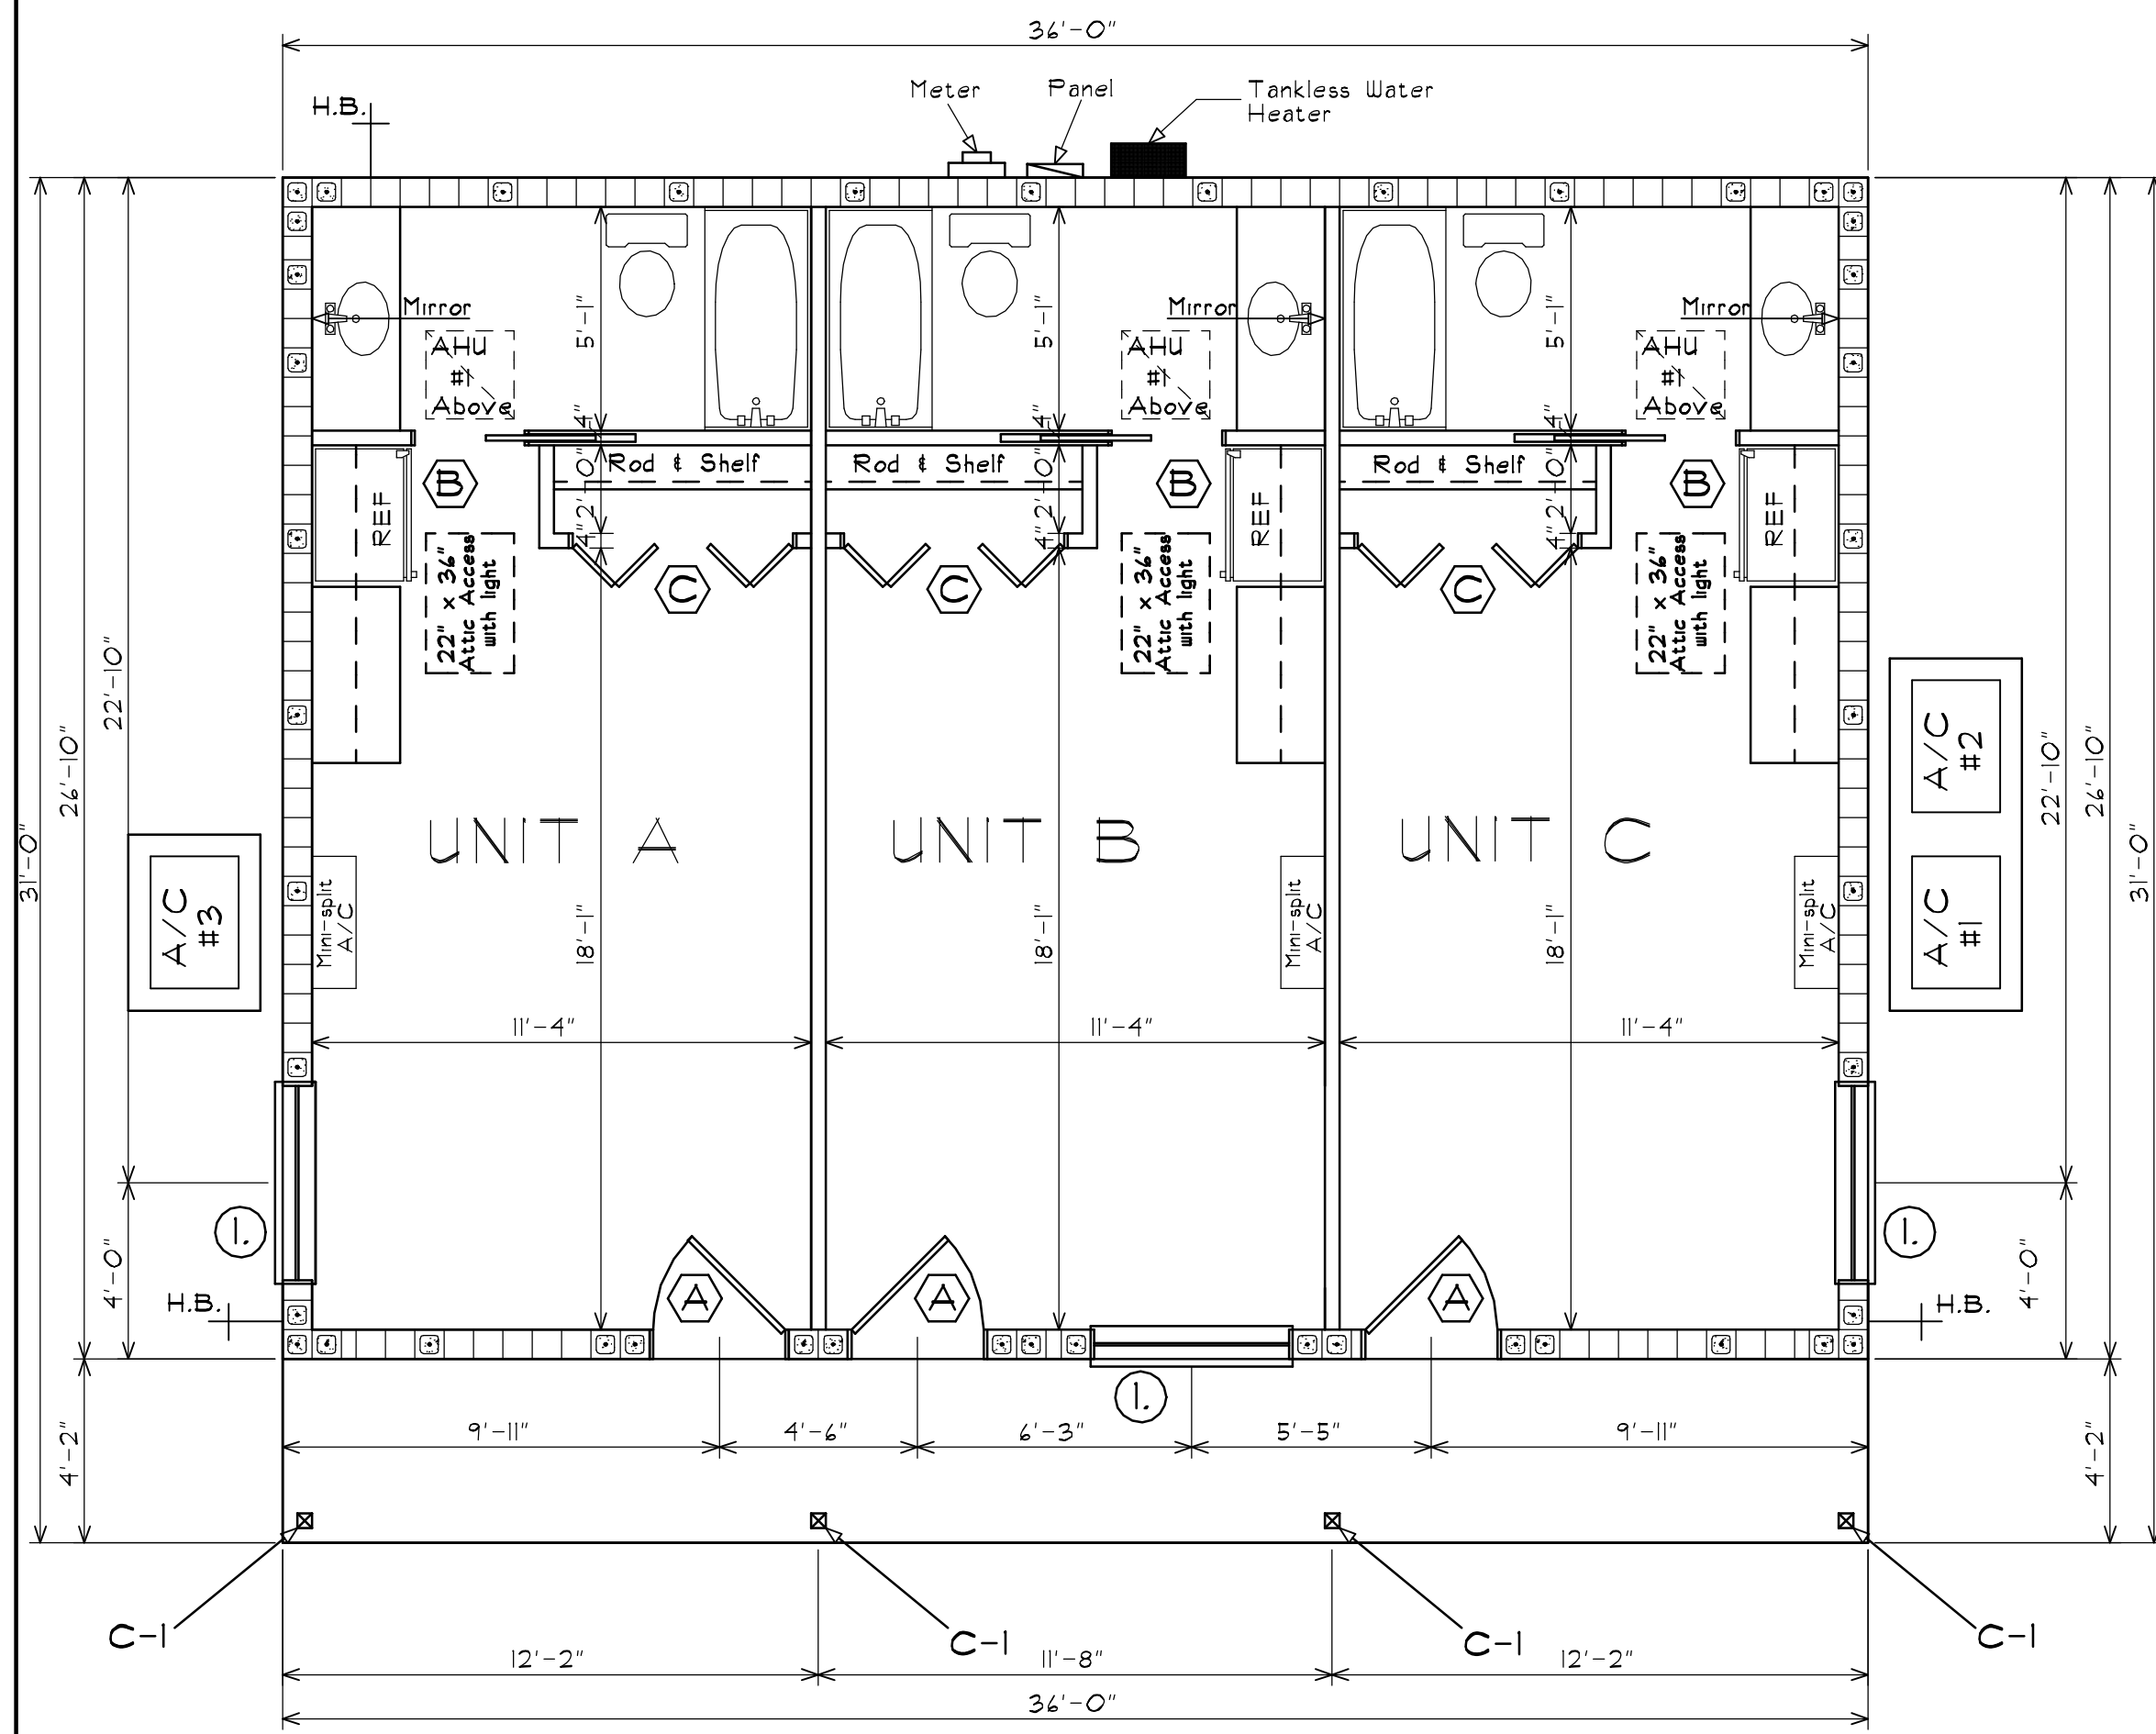 36'-0"
Meter
Panel
Tankless Water
Heater
H.B.
Mirror
Mirror
Mirror
5'-1"
5'-1"
5'-1"
AHU
#1
Above
AHU
#1
Above
AHU
#1
Above
4"
4"
4"
Rod & Shelf
Rod & Shelf
Rod & Shelf
B
B
B
REF
REF
REF
2'-0"
2'-0"
2'-0"
4"
4"
4"
22" x 36"
Attic Access
with light
22" x 36"
Attic Access
with light
22" x 36"
Attic Access
with light
C
C
C
22'-10"
26'-10"
31'-0"
22'-10"
26'-10"
31'-0"
A/C
#2
A/C
#1
A/C
#3
UNIT A
UNIT B
UNIT C
Mini-split
A/C
Mini-split
A/C
Mini-split
A/C
18'-1"
18'-1"
18'-1"
11'-4"
11'-4"
11'-4"
1.
1.
4'-0"
4'-0"
H.B.
H.B.
A
A
A
1.
9'-11"
4'-6"
6'-3"
5'-5"
9'-11"
4'-2"
4'-2"
C-1
C-1
C-1
C-1
12'-2"
11'-8"
12'-2"
36'-0"